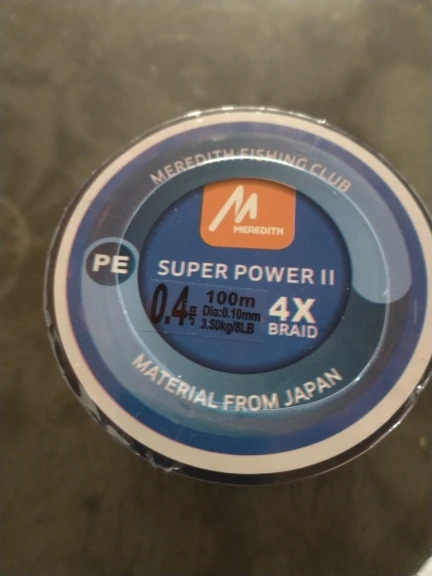 MEREDITH FISHING CLUB
MEREDITH
PE
SUPER POWER II
0.4号
100m
Dia:0.10mm
3.50kg/8LB
4X
BRAID
MATERIAL FROM JAPAN